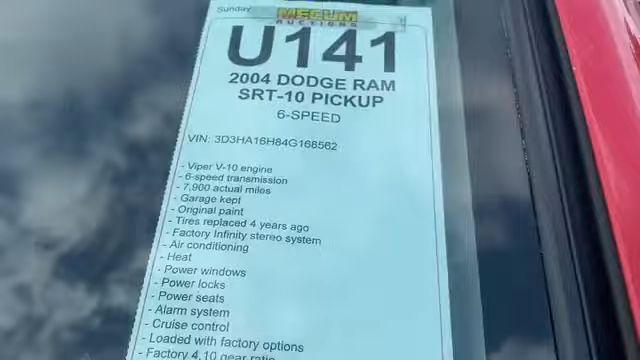 Sunday
MECUM
AUCTIONS
U141
2004 DODGE RAM
SRT-10 PICKUP
6-SPEED
VIN: 3D3HA16H84G168562
- Viper V-10 engine
- 6-speed transmission
- 7,900 actual miles
- Garage kept
- Original paint
- Tires replaced 4 years ago
- Factory Infinity stereo system
- Air conditioning
- Heat
- Power windows
- Power locks
- Power seats
- Alarm system
- Cruise control
- Loaded with factory options
- Factory 4.10 gear ratio